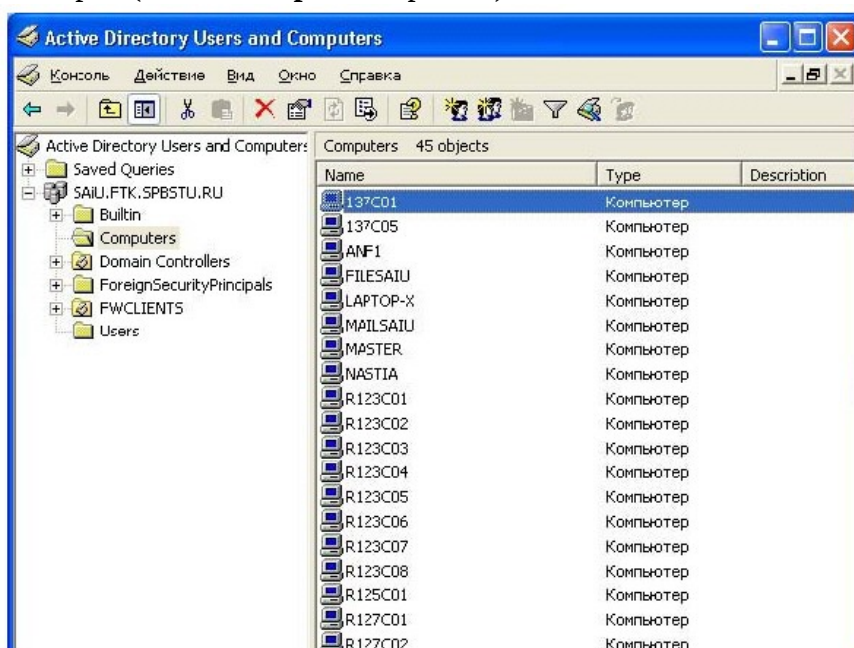 Active Directory Users and Computers
Консоль Действие Вид Окно Справка
Active Directory Users and Computers
Saved Queries
SAiU.FTK.SPBSTU.RU
Builtin
Computers
Domain Controllers
ForeignSecurityPrincipals
FWCLIENTS
Users
Computers 45 objects
Name Type Description
137C01 Компьютер
137C05 Компьютер
ANF1 Компьютер
FILESAIU Компьютер
LAPTOP-X Компьютер
MAILSAIU Компьютер
MASTER Компьютер
NASTIA Компьютер
R123C01 Компьютер
R123C02 Компьютер
R123C03 Компьютер
R123C04 Компьютер
R123C05 Компьютер
R123C06 Компьютер
R123C07 Компьютер
R123C08 Компьютер
R125C01 Компьютер
R127C01 Компьютер
R127C02 Компьютер